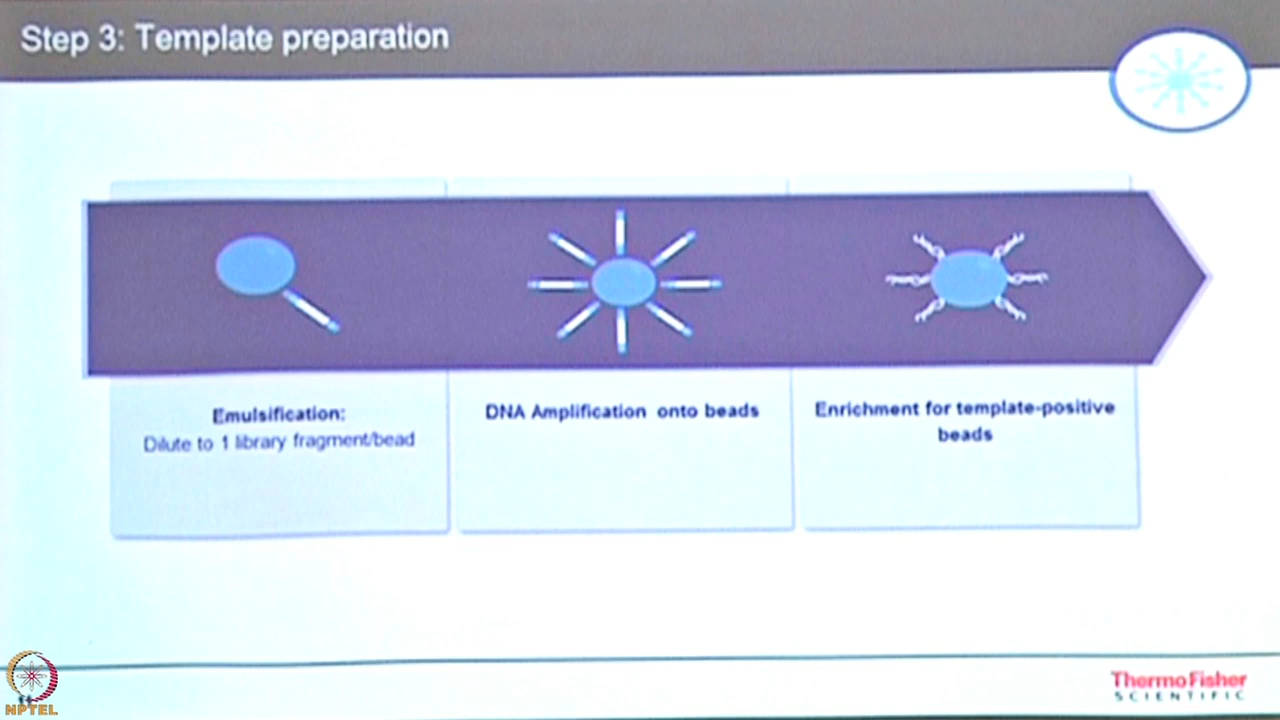 Step 3: Template preparation
Emulsification:
Dilute to 1 library fragment/bead
DNA Amplification onto beads
Enrichment for template-positive
beads
ThermoFisher
SCIENTIFIC
NPTEL